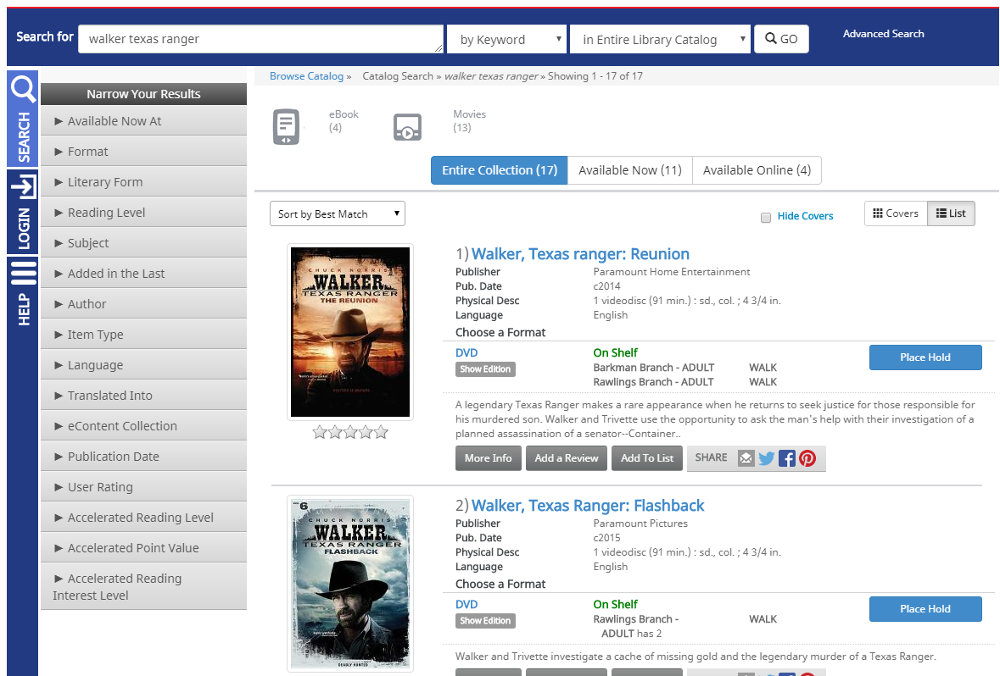 Search for walker texas ranger by Keyword in Entire Library Catalog GO Advanced Search
SEARCH
LOGIN
HELP
Narrow Your Results
► Available Now At
► Format
► Literary Form
► Reading Level
► Subject
► Added in the Last
► Author
► Item Type
► Language
► Translated Into
► eContent Collection
► Publication Date
► User Rating
► Accelerated Reading Level
► Accelerated Point Value
► Accelerated Reading
Interest Level
Browse Catalog » Catalog Search » walker texas ranger » Showing 1 - 17 of 17
eBook
(4)
Movies
(13)
Entire Collection (17) Available Now (11) Available Online (4)
Sort by Best Match Hide Covers Covers List
CHUCK NORRIS
WALKER
TEXAS RANGER
THE REUNION
1) Walker, Texas ranger: Reunion
Publisher Paramount Home Entertainment
Pub. Date c2014
Physical Desc 1 videodisc (91 min.) : sd., col. ; 4 3/4 in.
Language English
Choose a Format
DVD On Shelf Place Hold
Show Edition Barkman Branch - ADULT WALK
Rawlings Branch - ADULT WALK
A legendary Texas Ranger makes a rare appearance when he returns to seek justice for those responsible for
his murdered son. Walker and Trivette use the opportunity to ask the man's help with their investigation of a
planned assassination of a senator--Container..
More Info Add a Review Add To List SHARE
6
CHUCK NORRIS
WALKER
TEXAS RANGER
FLASHBACK
DEADLY HUNTED
2) Walker, Texas Ranger: Flashback
Publisher Paramount Pictures
Pub. Date c2015
Physical Desc 1 videodisc (91 min.) : sd., col. ; 4 3/4 in.
Language English
Choose a Format
DVD On Shelf Place Hold
Show Edition Rawlings Branch - WALK
ADULT has 2
Walker and Trivette investigate a cache of missing gold and the legendary murder of a Texas Ranger.